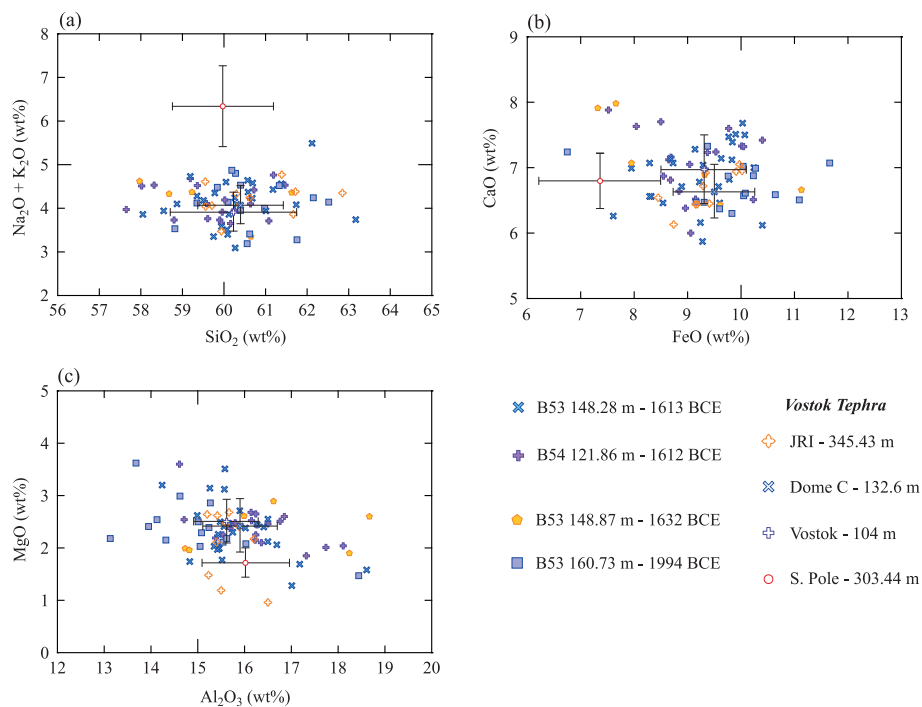 (a)
8
7
6
5
4
3
2
Na₂O + K₂O (wt%)
56 57 58 59 60 61 62 63 64 65
SiO₂ (wt%)
(b)
9
8
7
6
5
CaO (wt%)
6 7 8 9 10 11 12 13
FeO (wt%)
(c)
5
4
3
2
1
0
MgO (wt%)
12 13 14 15 16 17 18 19 20
Al₂O₃ (wt%)
B53 148.28 m - 1613 BCE
B54 121.86 m - 1612 BCE
B53 148.87 m - 1632 BCE
B53 160.73 m - 1994 BCE
Vostok Tephra
JRI - 345.43 m
Dome C - 132.6 m
Vostok - 104 m
S. Pole - 303.44 m